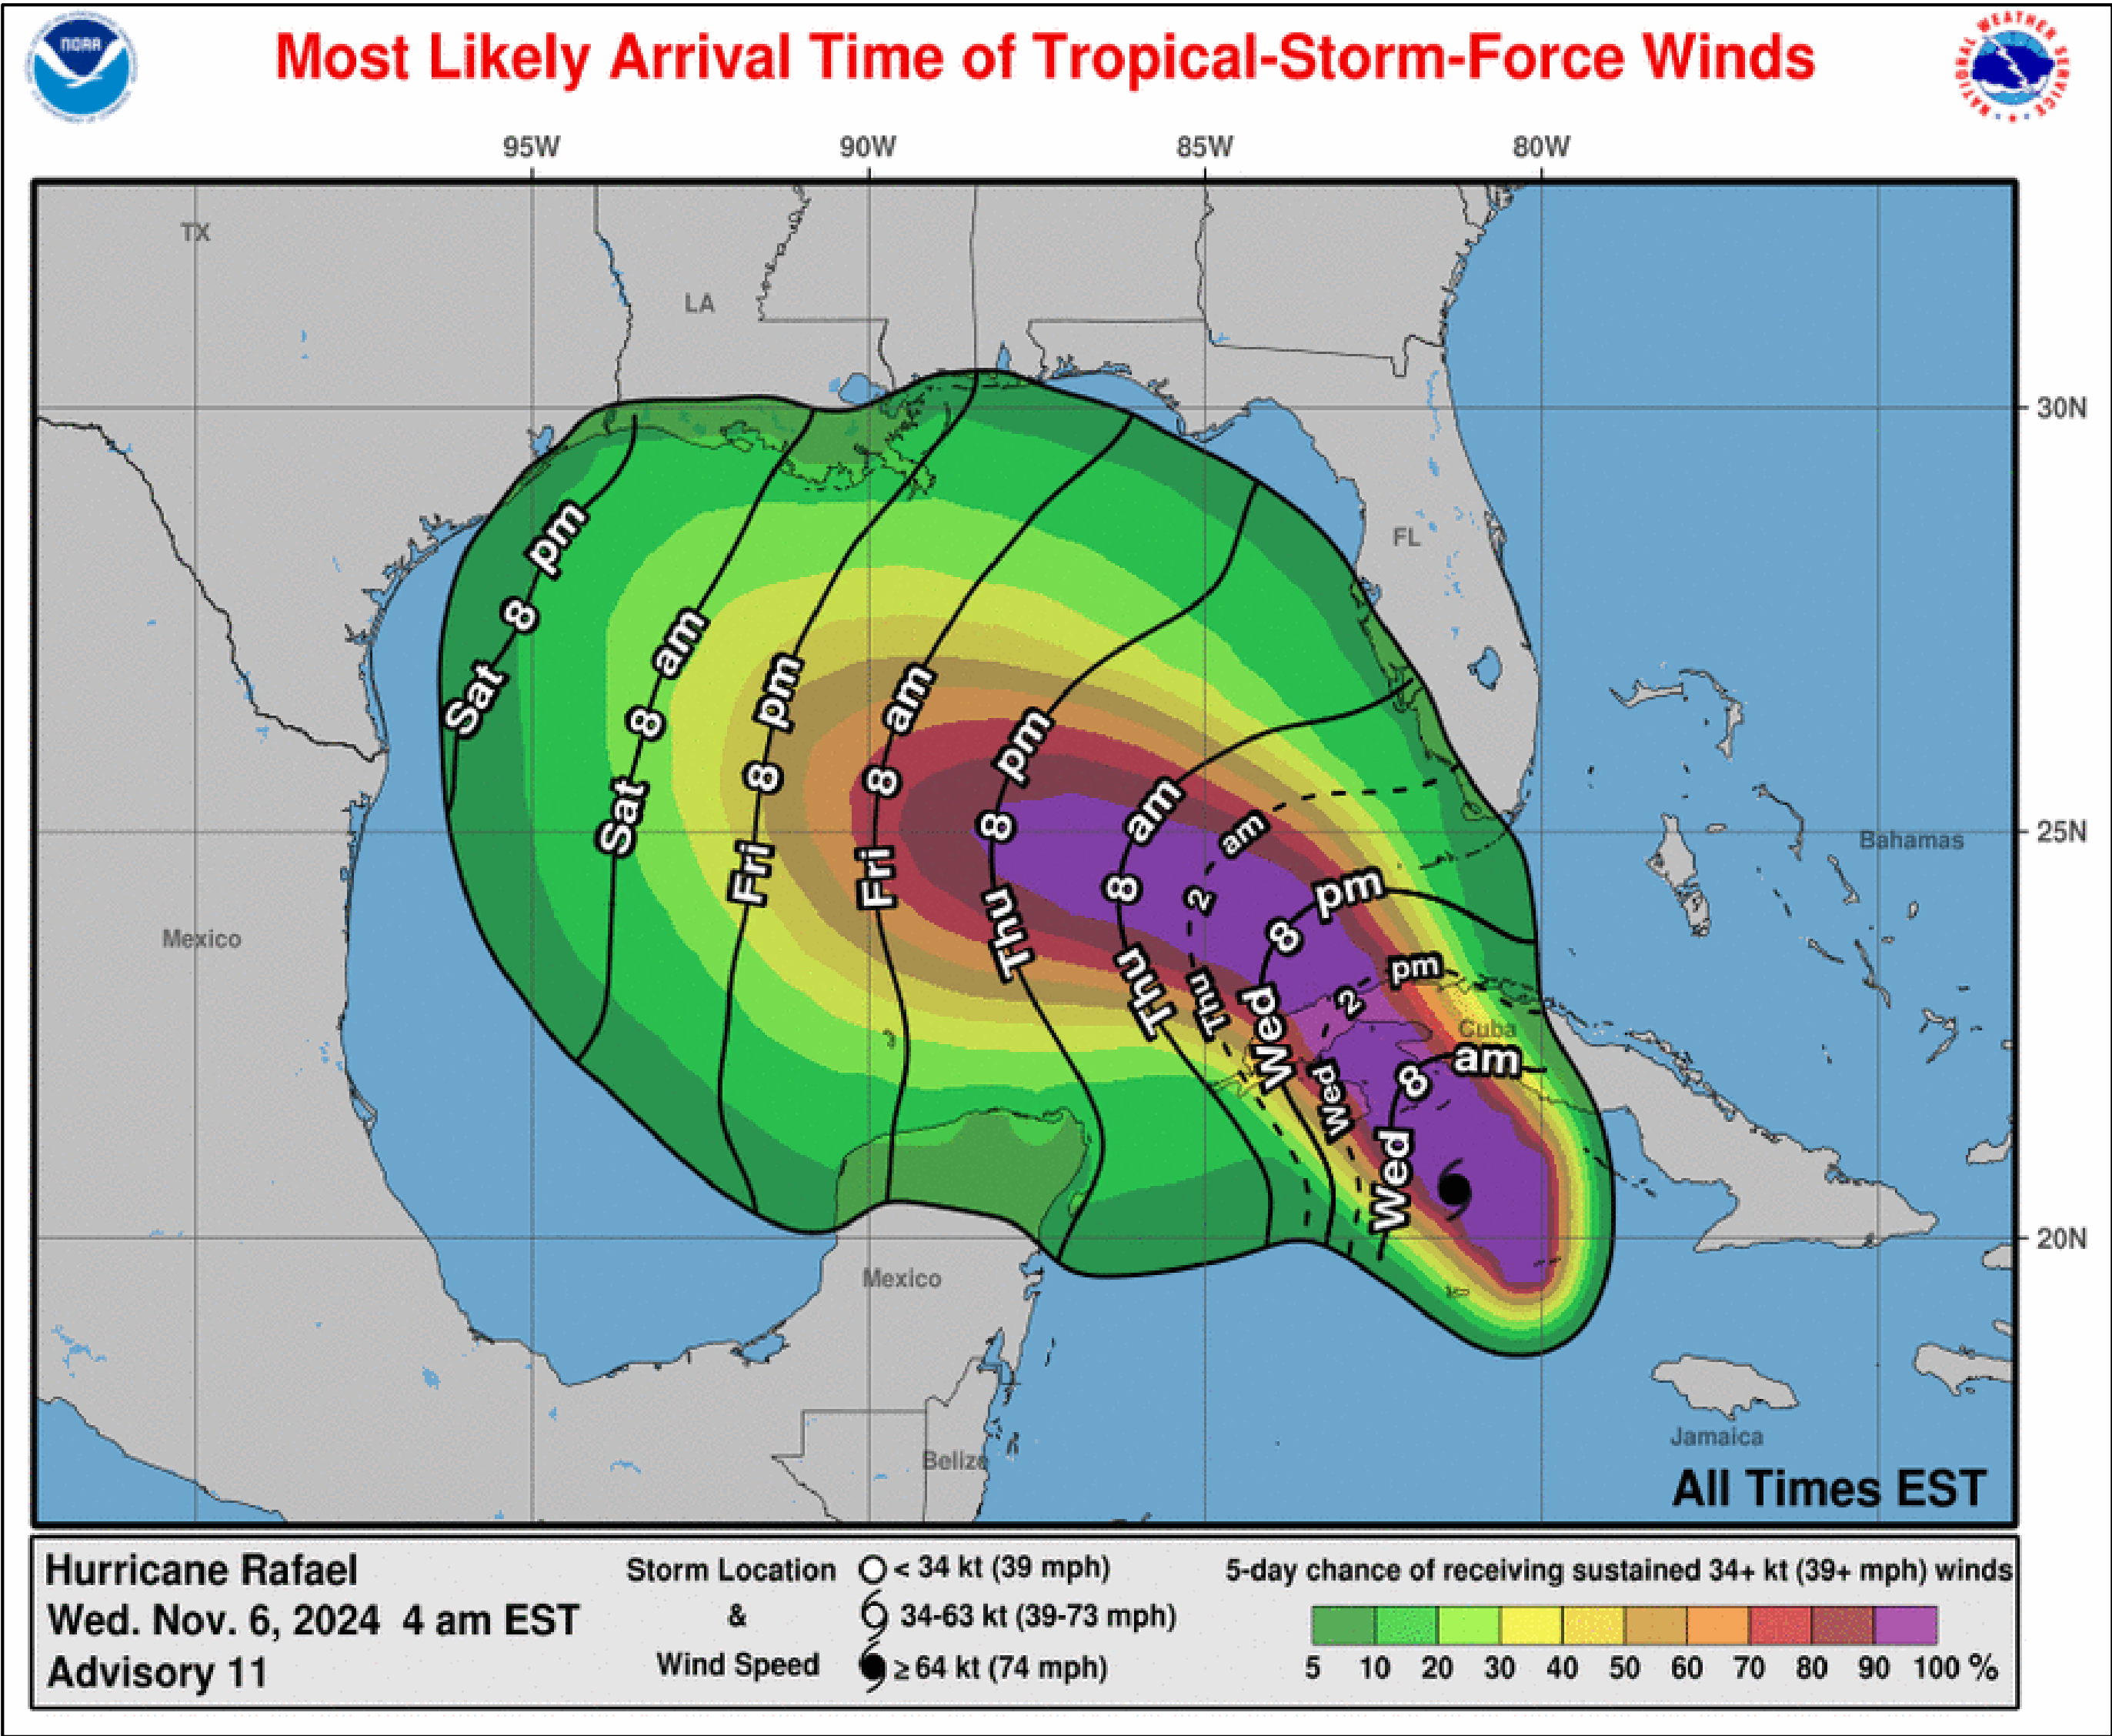 Most Likely Arrival Time of Tropical-Storm-Force Winds
NOAA
NATIONAL WEATHER SERVICE
95W
90W
85W
80W
TX
LA
FL
30N
25N
20N
Mexico
Bahamas
Cuba
Mexico
Belize
Jamaica
Sat 8 pm
Sat 8 am
Fri 8 pm
Fri 8 am
Thu 8 pm
Thu 8 am
Thu 2 am
Wed 8 pm
Wed 2 pm
Wed 8 am
All Times EST
Hurricane Rafael
Wed. Nov. 6, 2024 4 am EST
Advisory 11
Storm Location
&
Wind Speed
< 34 kt (39 mph)
34-63 kt (39-73 mph)
≥ 64 kt (74 mph)
5-day chance of receiving sustained 34+ kt (39+ mph) winds
5 10 20 30 40 50 60 70 80 90 100 %